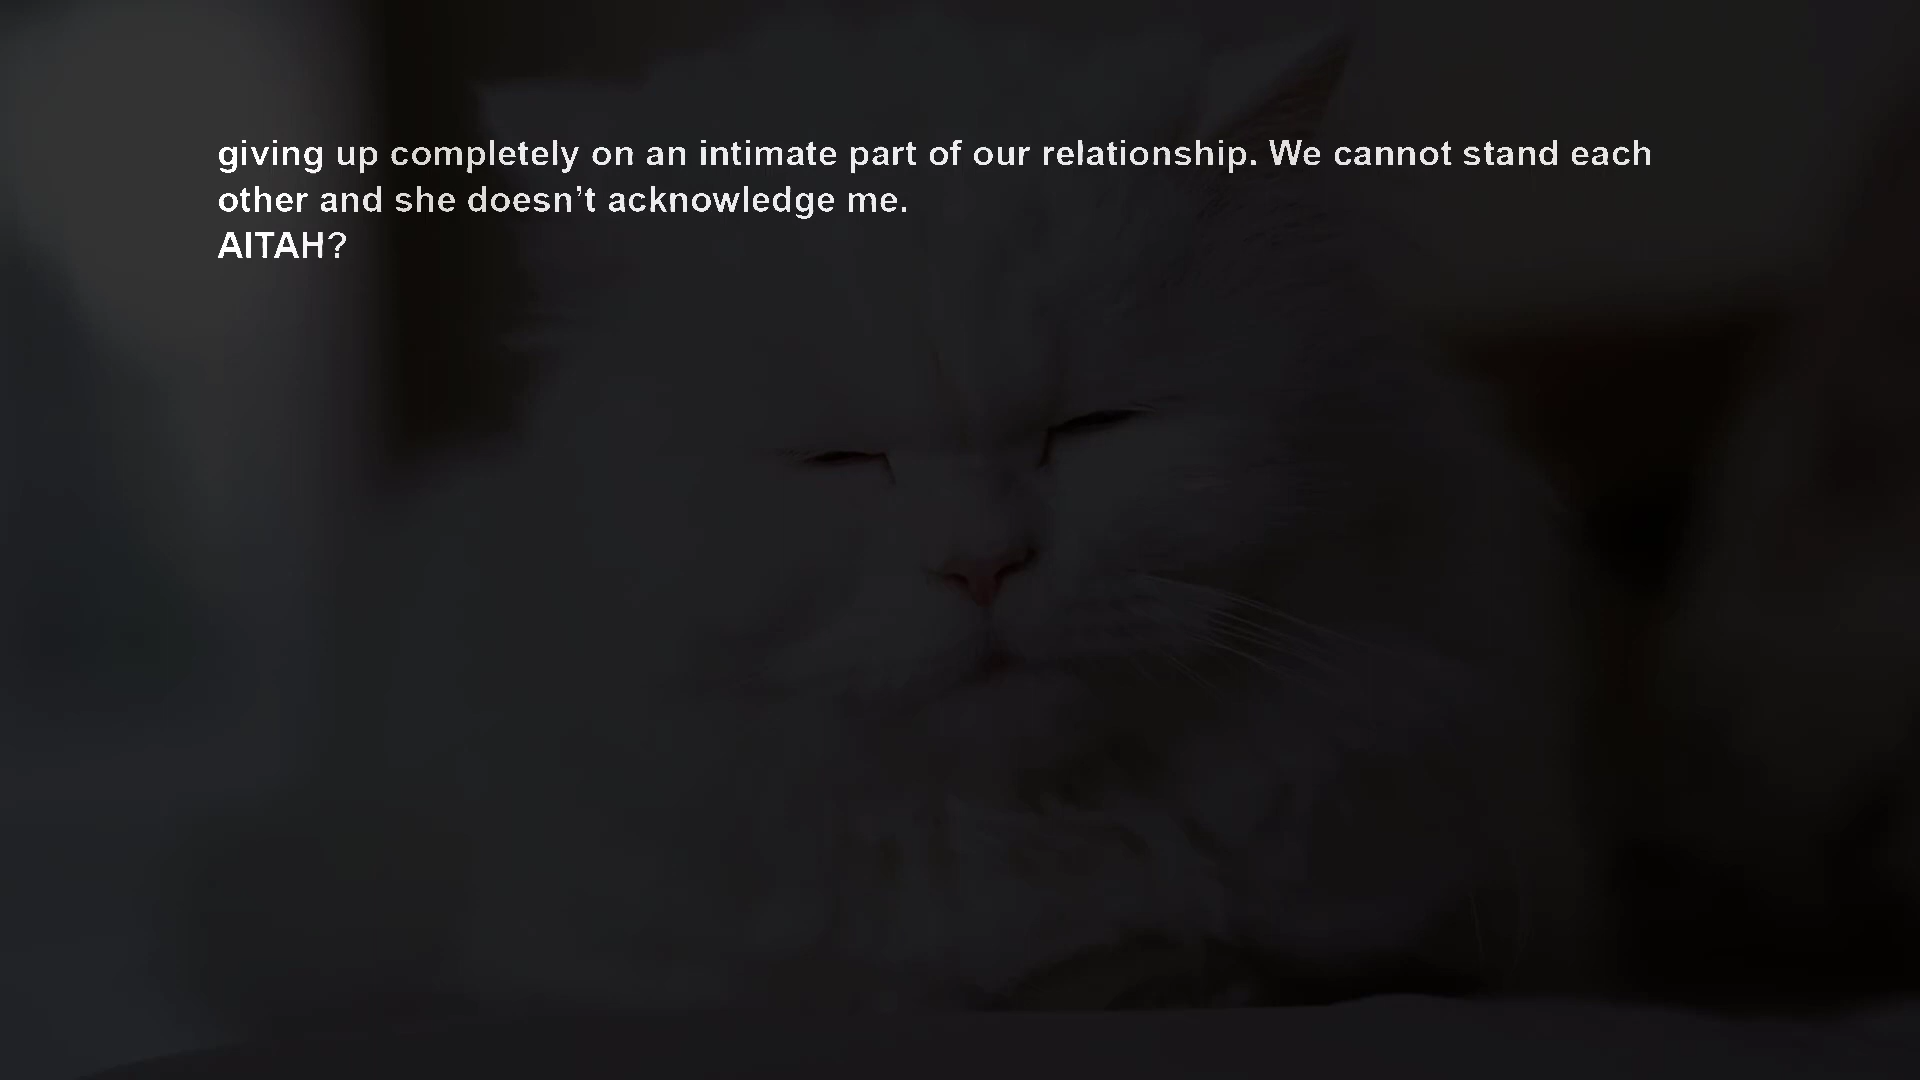 giving up completely on an intimate part of our relationship. We cannot stand each
other and she doesn’t acknowledge me.
AITAH?